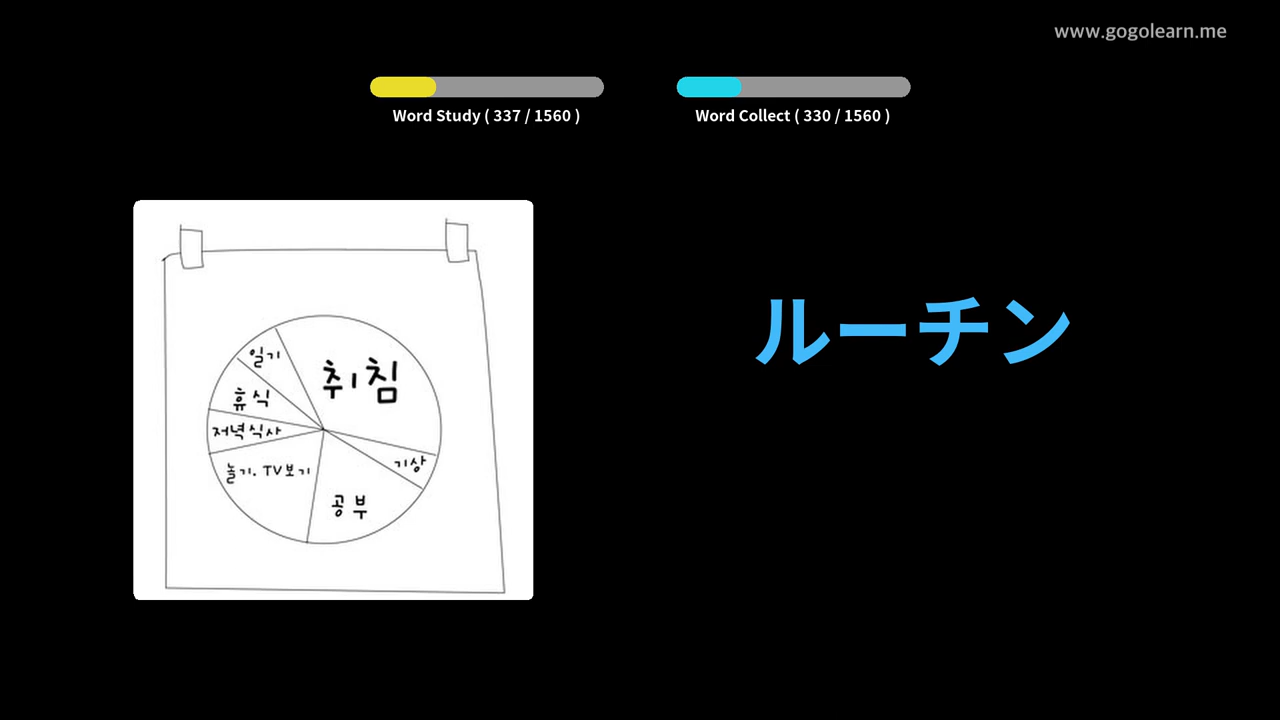 www.gogolearn.me
Word Study ( 337 / 1560 )
Word Collect ( 330 / 1560 )
일기
취침
휴식
저녁식사
기상
놀기. TV보기
공부
ルーチン